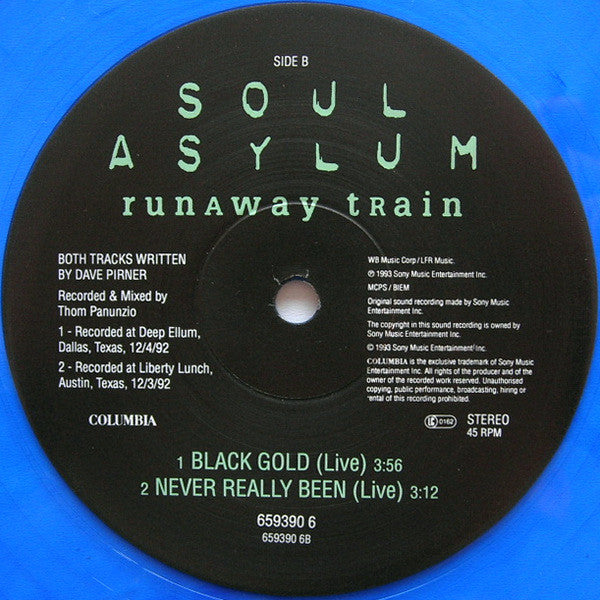 SIDE B
SOUL
ASYLUM
runAway tRain
BOTH TRACKS WRITTEN
BY DAVE PIRNER
Recorded & Mixed by
Thom Panunzio
1 - Recorded at Deep Ellum,
Dallas, Texas, 12/4/92
2 - Recorded at Liberty Lunch,
Austin, Texas, 12/3/92
COLUMBIA
WB Music Corp / LFR Music.
℗ 1993 Sony Music Entertainment Inc.
MCPS / BIEM
Original sound recording made by Sony Music
Entertainment Inc.
The copyright in this sound recording is owned by
Sony Music Entertainment Inc.
© 1993 Sony Music Entertainment Inc.
COLUMBIA is the exclusive trademark of Sony Music
Entertainment Inc. All rights of the producer and of the
owner of the recorded work reserved. Unauthorised
copying, public performance, broadcasting, hiring or
rental of this recording prohibited.
LC 0162 STEREO
45 RPM
1 BLACK GOLD (Live) 3:56
2 NEVER REALLY BEEN (Live) 3:12
659390 6
659390 6B